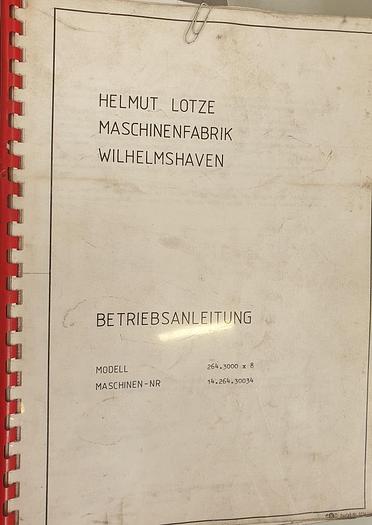 HELMUT LOTZE
MASCHINENFABRIK
WILHELMSHAVEN
BETRIEBSANLEITUNG
MODELL 264.3000 x 8
MASCHINEN-NR 14.264.30034